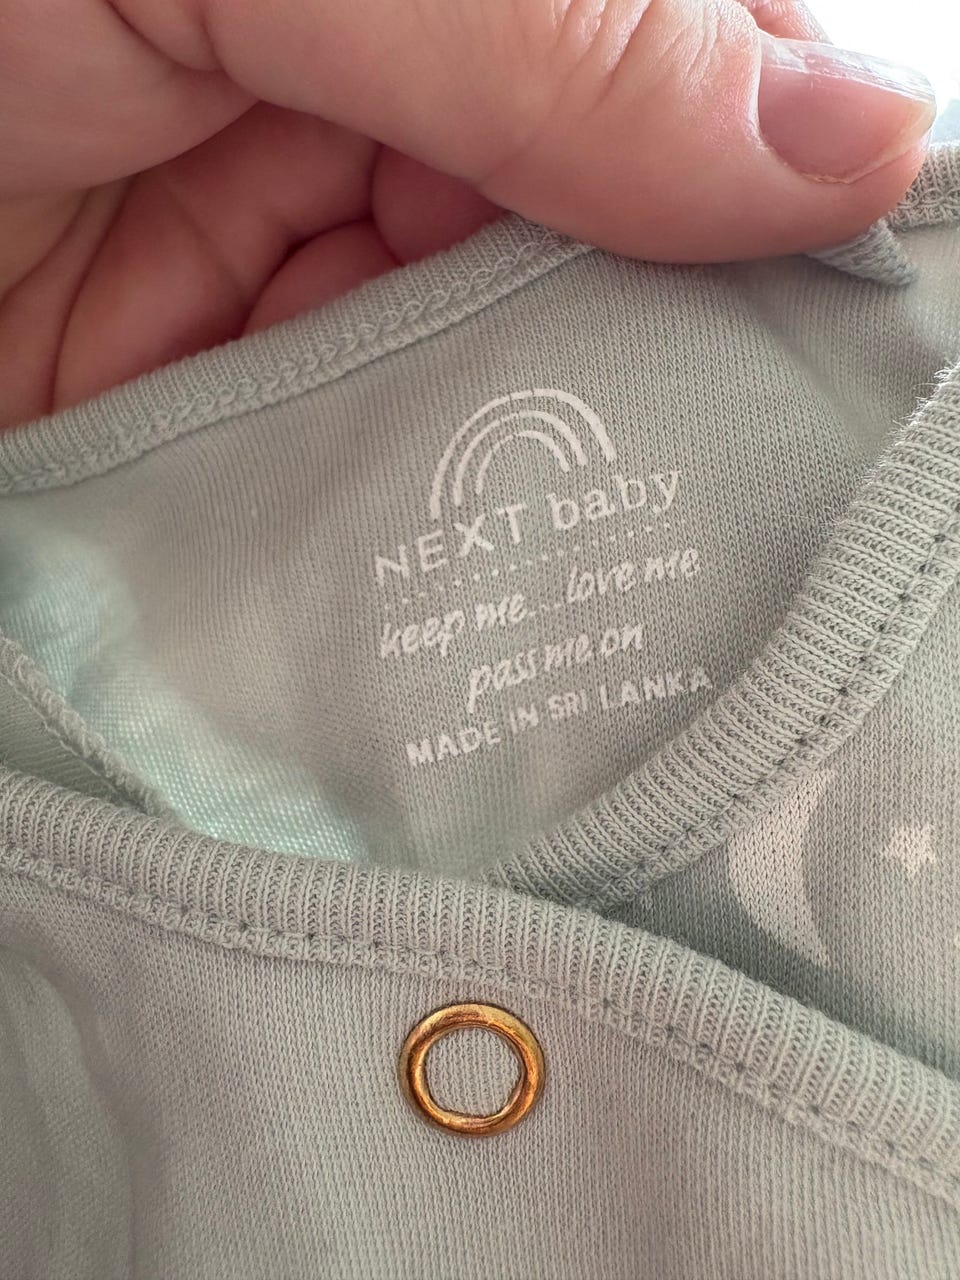 NEXT baby
keep me...love me
pass me on
MADE IN SRI LANKA